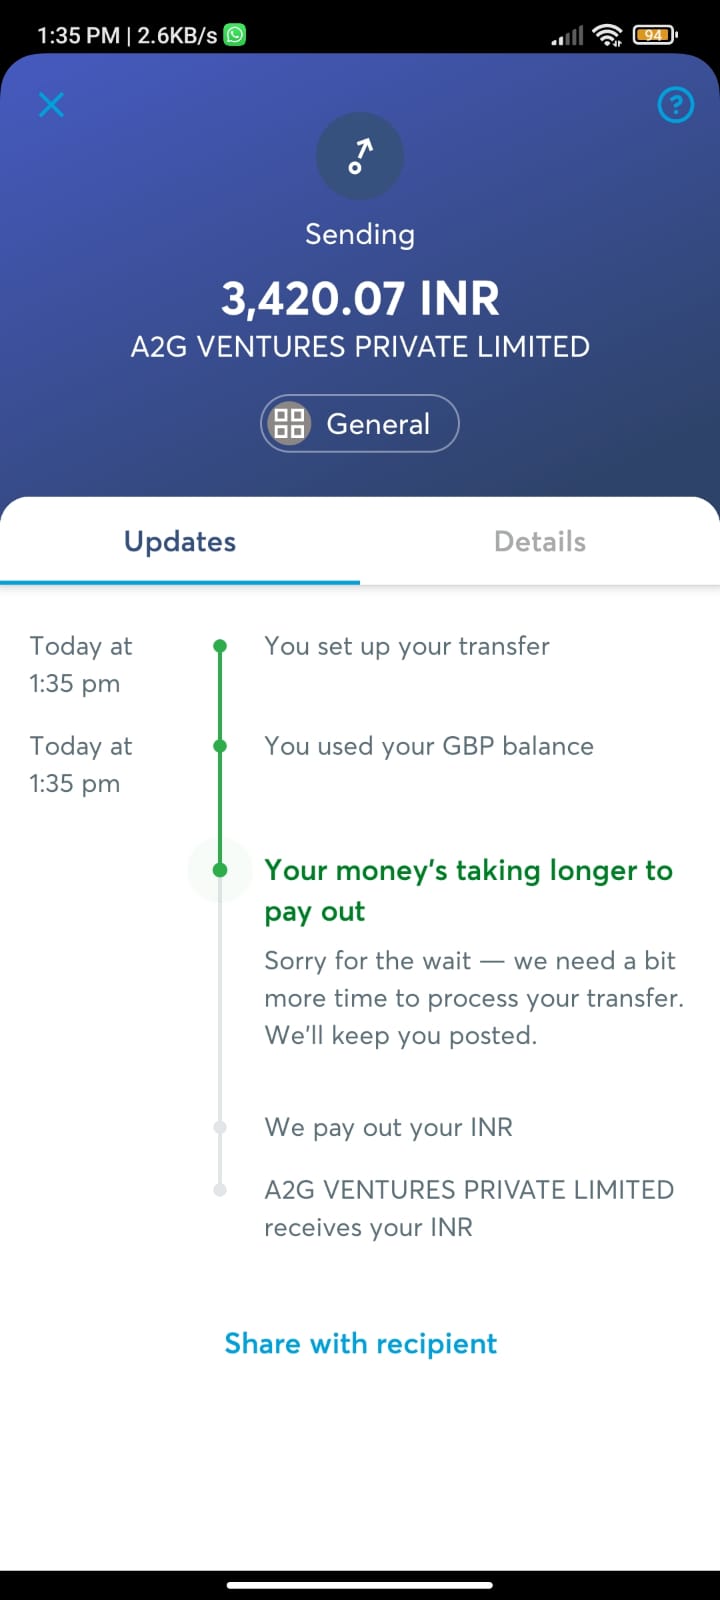 1:35 PM | 2.6KB/s
94
?
Sending
3,420.07 INR
A2G VENTURES PRIVATE LIMITED
General
Updates
Details
Today at
1:35 pm
You set up your transfer
Today at
1:35 pm
You used your GBP balance
Your money's taking longer to
pay out
Sorry for the wait — we need a bit
more time to process your transfer.
We'll keep you posted.
We pay out your INR
A2G VENTURES PRIVATE LIMITED
receives your INR
Share with recipient